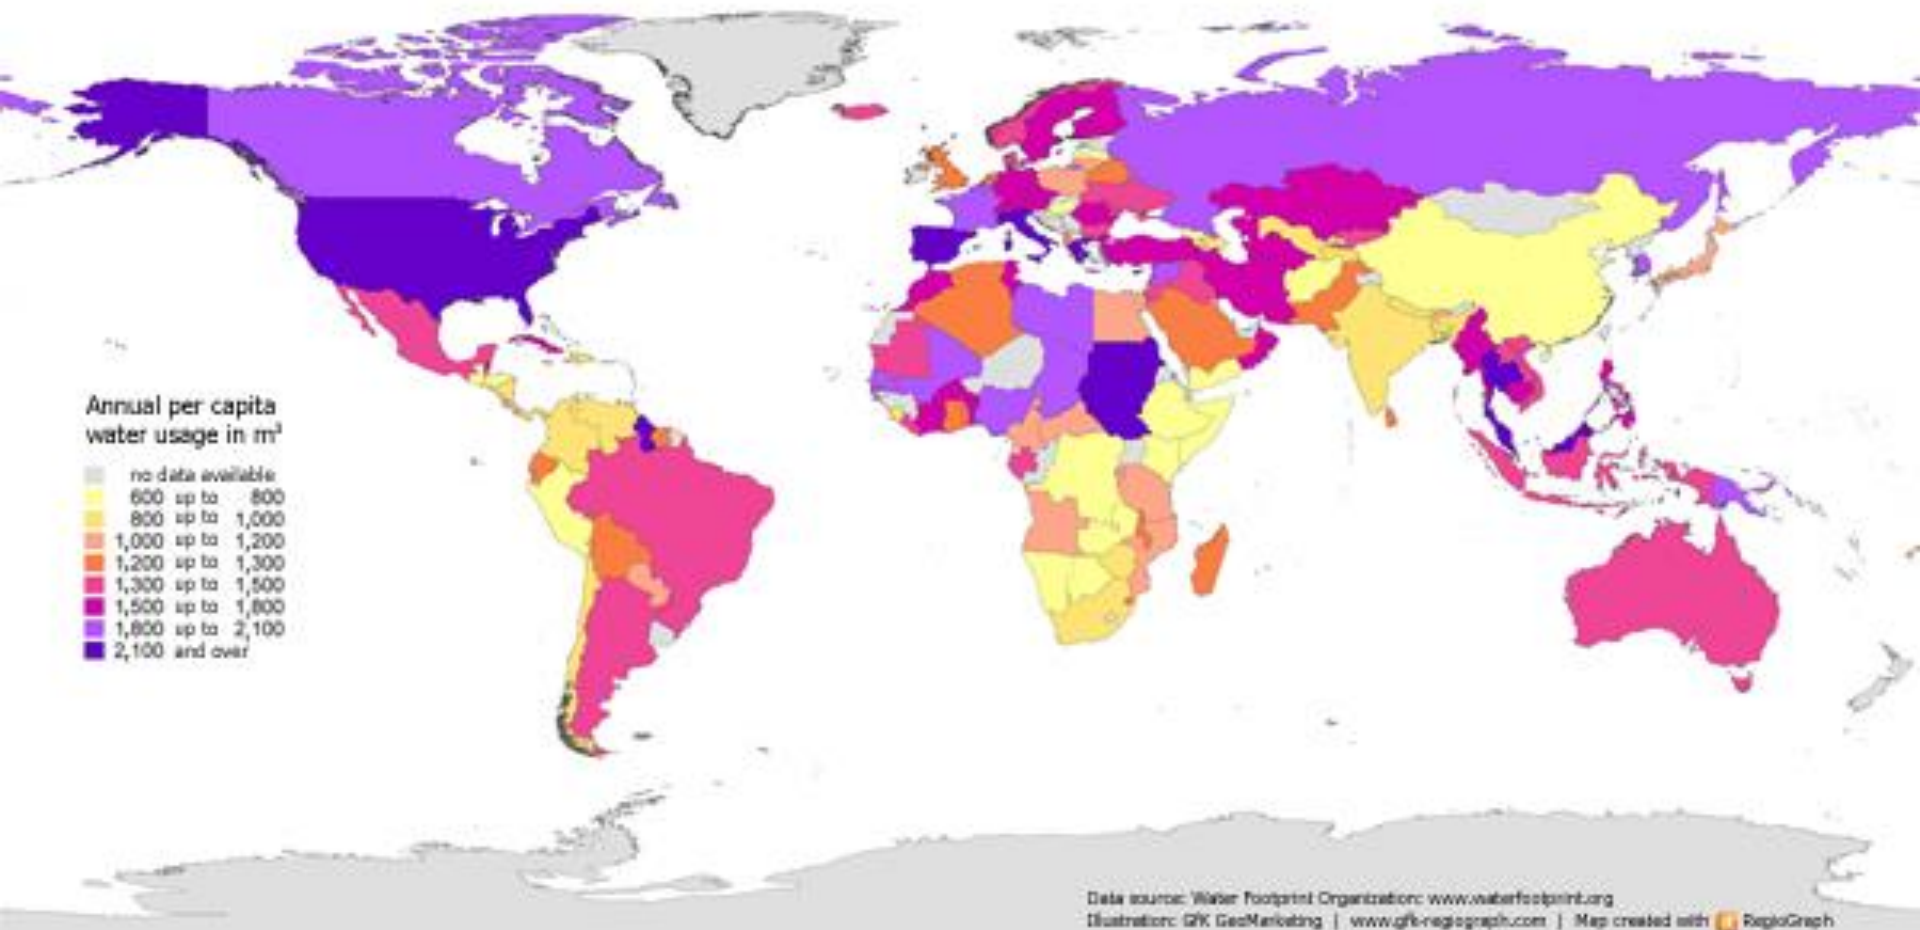 Annual per capita
water usage in m³
no data available
600 up to 800
800 up to 1,000
1,000 up to 1,200
1,200 up to 1,300
1,300 up to 1,500
1,500 up to 1,800
1,800 up to 2,100
2,100 and over
Data source: Water Footprint Organization: www.waterfootprint.org
Illustration: GfK GeoMarketing | www.gfk-regiograph.com | Map created with RegioGraph